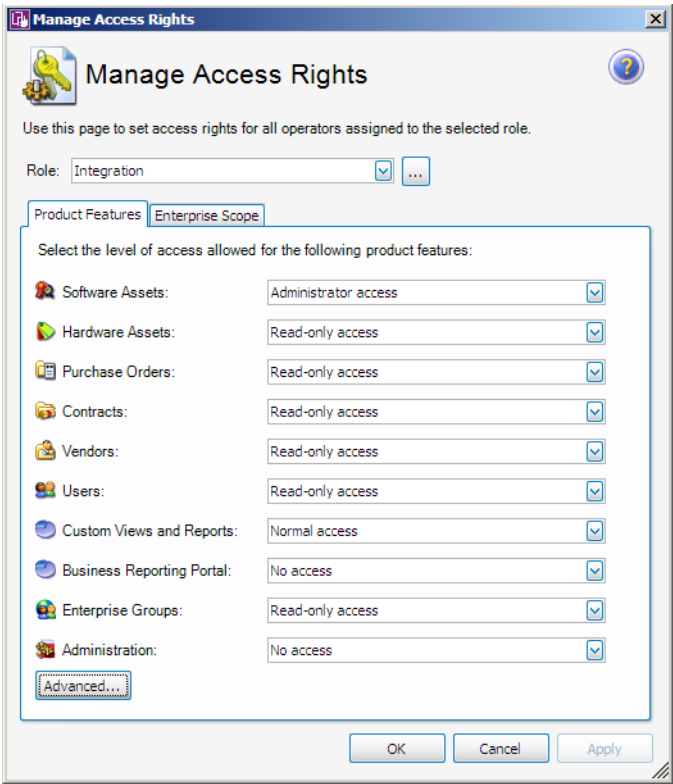 Manage Access Rights
Manage Access Rights
Use this page to set access rights for all operators assigned to the selected role.
Role: Integration ...
Product Features Enterprise Scope
Select the level of access allowed for the following product features:
Software Assets: Administrator access
Hardware Assets: Read-only access
Purchase Orders: Read-only access
Contracts: Read-only access
Vendors: Read-only access
Users: Read-only access
Custom Views and Reports: Normal access
Business Reporting Portal: No access
Enterprise Groups: Read-only access
Administration: No access
Advanced...
OK Cancel Apply